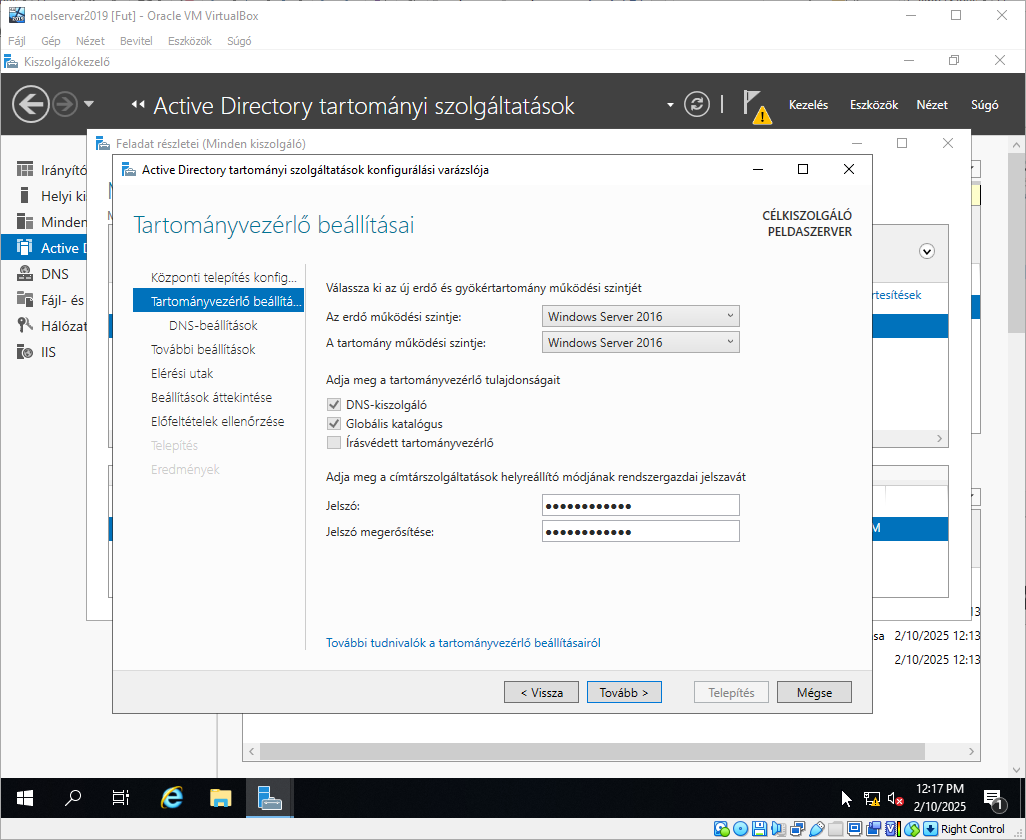 noelserver2019 [Fut] - Oracle VM VirtualBox
Fájl Gép Nézet Bevitel Eszközök Súgó
Kiszolgálókezelő
Active Directory tartományi szolgáltatások
Kezelés Eszközök Nézet Súgó
Feladat részletei (Minden kiszolgáló)
Active Directory tartományi szolgáltatások konfigurálási varázslója
Irányító
Helyi ki
Minden
Active D
DNS
Fájl- és
Hálózat
IIS
Tartományvezérlő beállításai
CÉLKISZOLGÁLÓ
PELDASZERVER
Központi telepítés konfig...
Tartományvezérlő beállítá...
DNS-beállítások
További beállítások
Elérési utak
Beállítások áttekintése
Előfeltételek ellenőrzése
Telepítés
Eredmények
Válassza ki az új erdő és gyökértartomány működési szintjét
Az erdő működési szintje: Windows Server 2016
A tartomány működési szintje: Windows Server 2016
Adja meg a tartományvezérlő tulajdonságait
DNS-kiszolgáló
Globális katalógus
Írásvédett tartományvezérlő
Adja meg a címtárszolgáltatások helyreállító módjának rendszergazdai jelszavát
Jelszó: ●●●●●●●●●●●●
Jelszó megerősítése: ●●●●●●●●●●●●
További tudnivalók a tartományvezérlő beállításairól
< Vissza Tovább > Telepítés Mégse
rtesítések
M
13
sa 2/10/2025 12:13
2/10/2025 12:13
12:17 PM
2/10/2025
1
Right Control